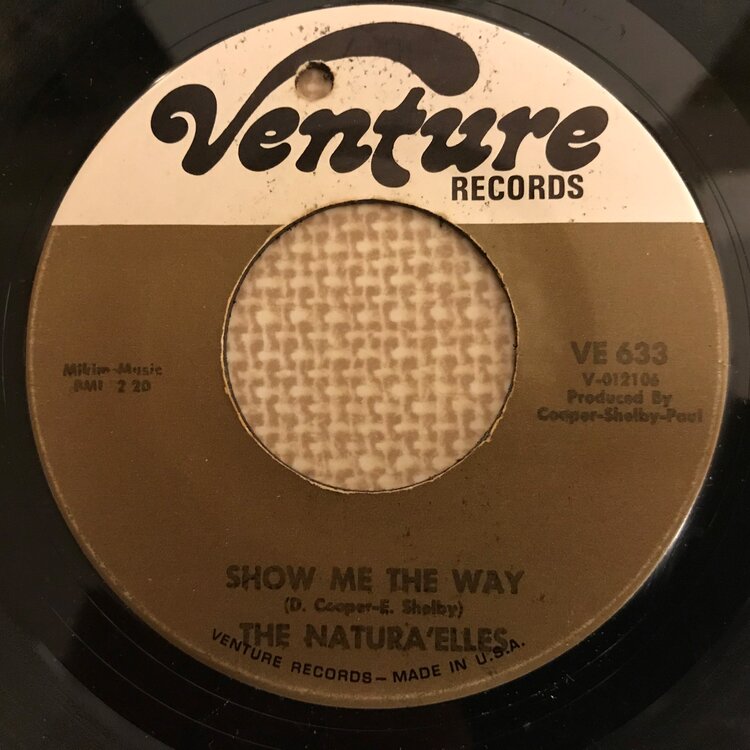 Venture
RECORDS
Mikim-Music
BMI 2 20
VE 633
V-012106
Produced By
Cooper-Shelby-Paul
SHOW ME THE WAY
(D. Cooper-E. Shelby)
THE NATURA'ELLES
VENTURE RECORDS—MADE IN U.S.A.